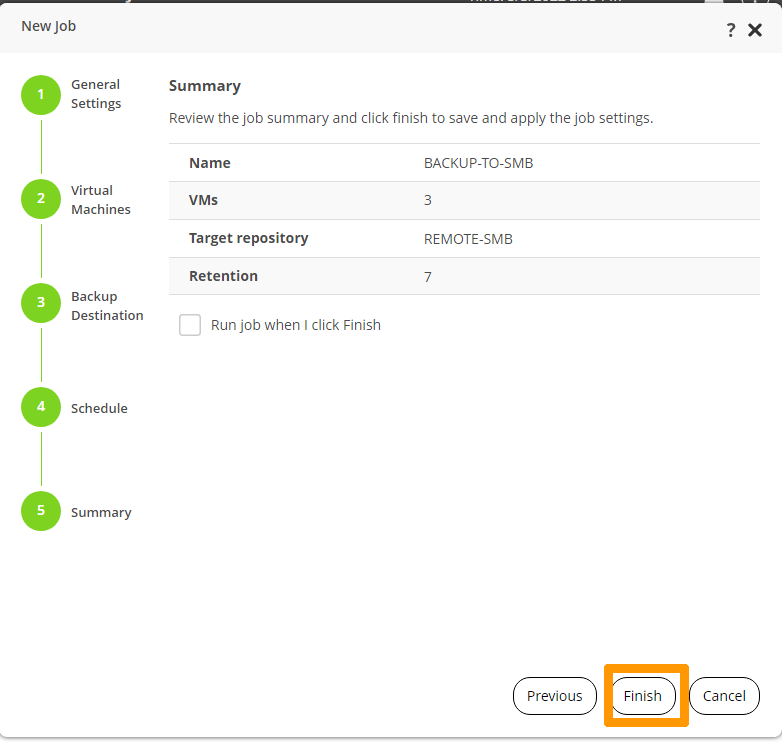 New Job
?
1 General
Settings
2 Virtual
Machines
3 Backup
Destination
4 Schedule
5 Summary
Summary
Review the job summary and click finish to save and apply the job settings.
Name BACKUP-TO-SMB
VMs 3
Target repository REMOTE-SMB
Retention 7
Run job when I click Finish
Previous Finish Cancel